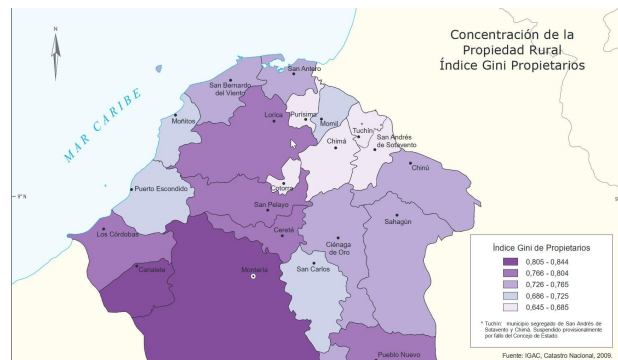 Concentración de la
Propiedad Rural
Índice Gini Propietarios
N
MAR CARIBE
San Antero
San Bernardo
del Viento
Moñitos
Lorica
Purísima
Momil
Tuchín
*
San Andrés
de Sotavento
Chimá
Chinú
Cotorra
Puerto Escondido
9° N
9
San Pelayo
Sahagún
Los Córdobas
Cereté
Ciénaga
de Oro
Canalete
Montería
San Carlos
Pueblo Nuevo
Índice Gini de Propietarios
0,805 - 0,844
0,766 - 0,804
0,726 - 0,765
0,686 - 0,725
0,645 - 0,685
* Tuchín: municipio segregado de San Andrés de
Sotavento y Chimá. Suspendido provisionalmente
por fallo del Concejo de Estado.
Fuente: IGAC, Catastro Nacional, 2009.